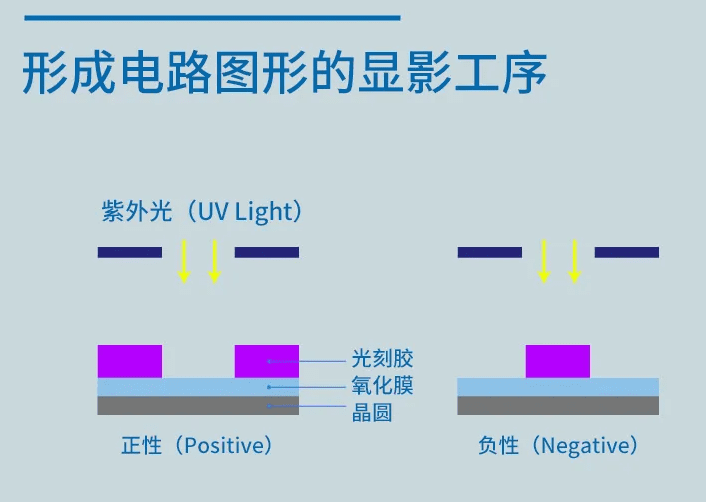 形成电路图形的显影工序
紫外光（UV Light）
光刻胶
氧化膜
晶圆
正性（Positive）
负性（Negative）